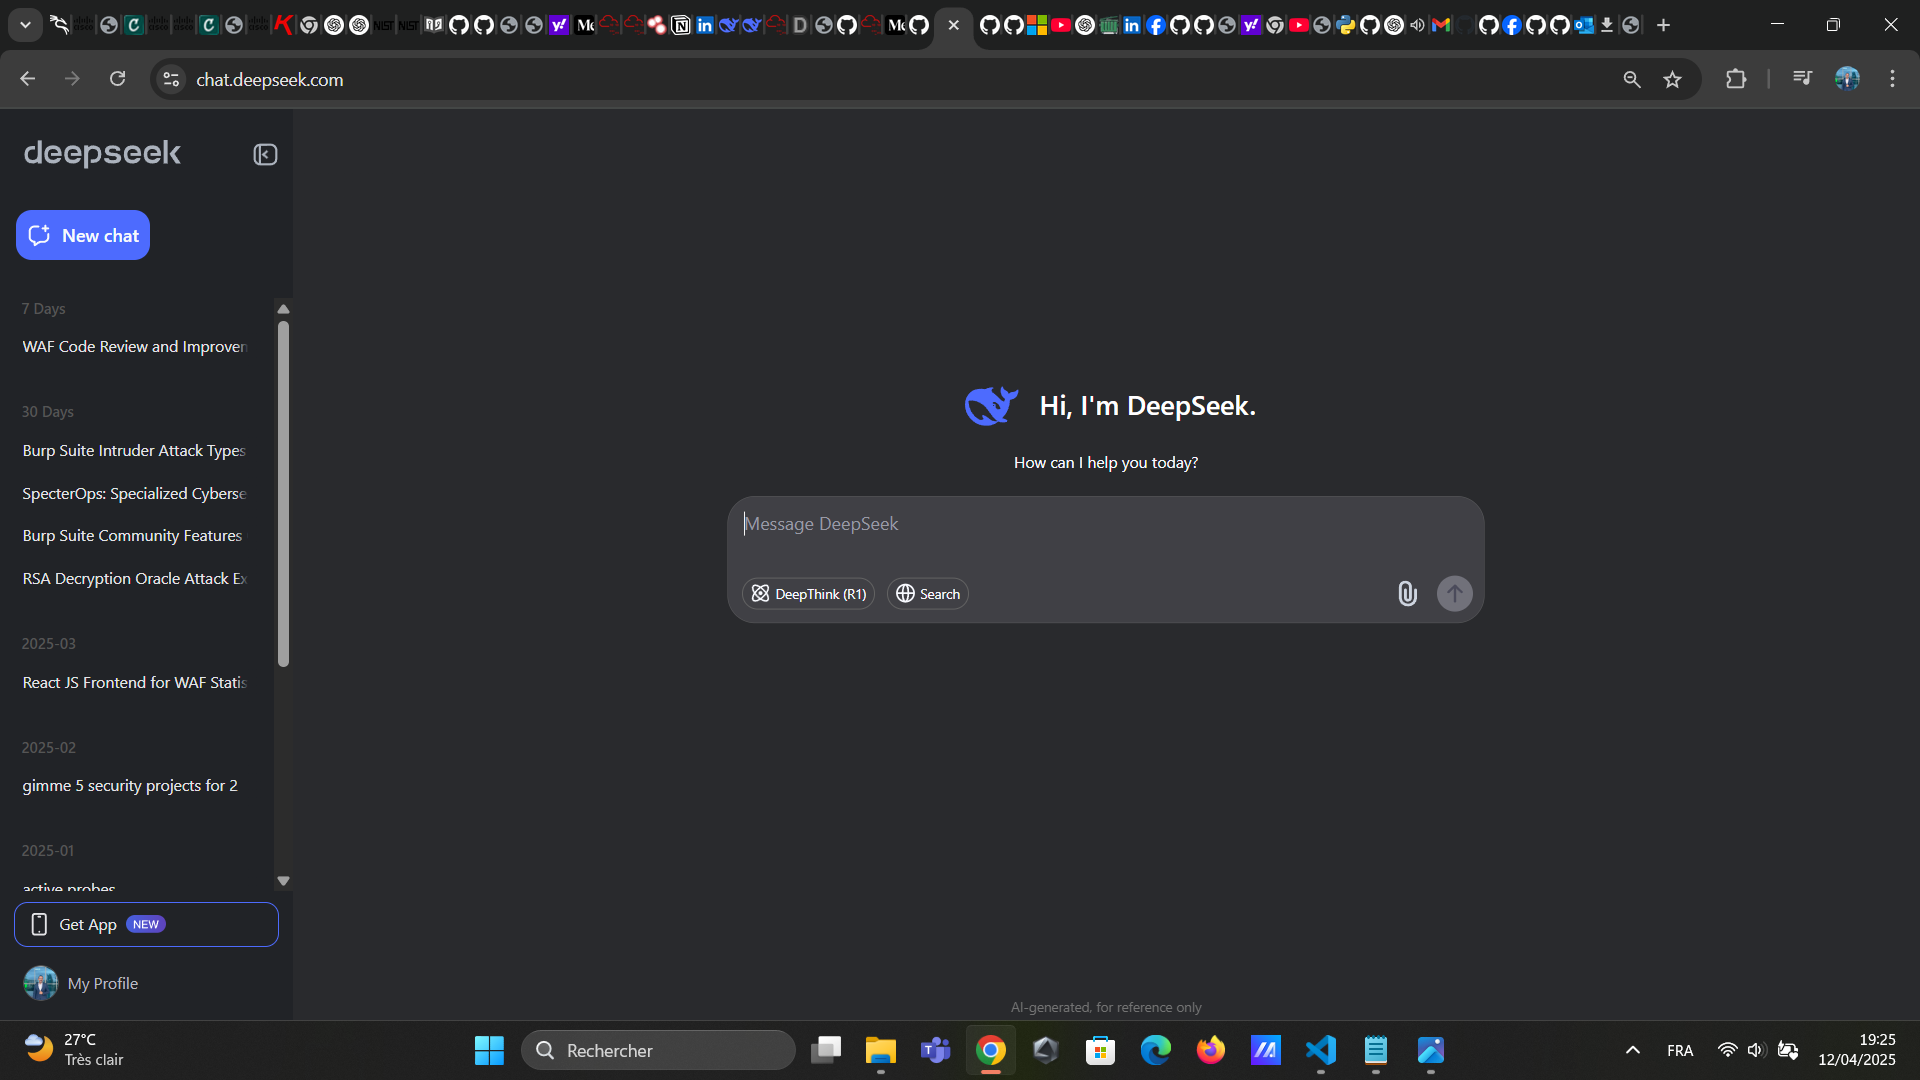 chat.deepseek.com
deepseek
New chat
7 Days
WAF Code Review and Improven
30 Days
Burp Suite Intruder Attack Types
SpecterOps: Specialized Cyberse
Burp Suite Community Features
RSA Decryption Oracle Attack Ex
2025-03
React JS Frontend for WAF Statis
2025-02
gimme 5 security projects for 2
2025-01
active probes
Get App NEW
My Profile
Hi, I'm DeepSeek.
How can I help you today?
Message DeepSeek
DeepThink (R1)
Search
AI-generated, for reference only
27°C
Très clair
Rechercher
FRA
19:25
12/04/2025